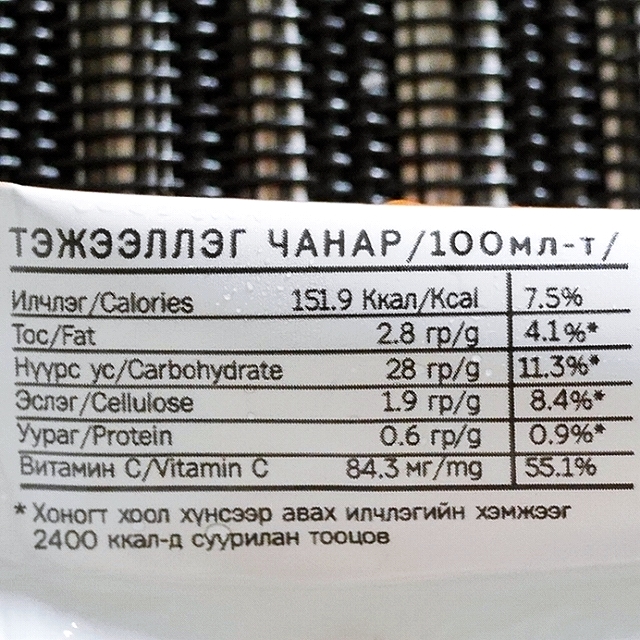 ТЭЖЭЭЛЛЭГ ЧАНАР/100мл-т/
Илчлэг/Calories 151.9 Ккал/Kcal 7.5%
Тос/Fat 2.8 гр/g 4.1%*
Нүүрс ус/Carbohydrate 28 гр/g 11.3%*
Эслэг/Cellulose 1.9 гр/g 8.4%*
Уураг/Protein 0.6 гр/g 0.9%*
Витамин С/Vitamin C 84.3 мг/mg 55.1%
* Хоногт хоол хүнсээр авах илчлэгийн хэмжээг
2400 ккал-д суурилан тооцов